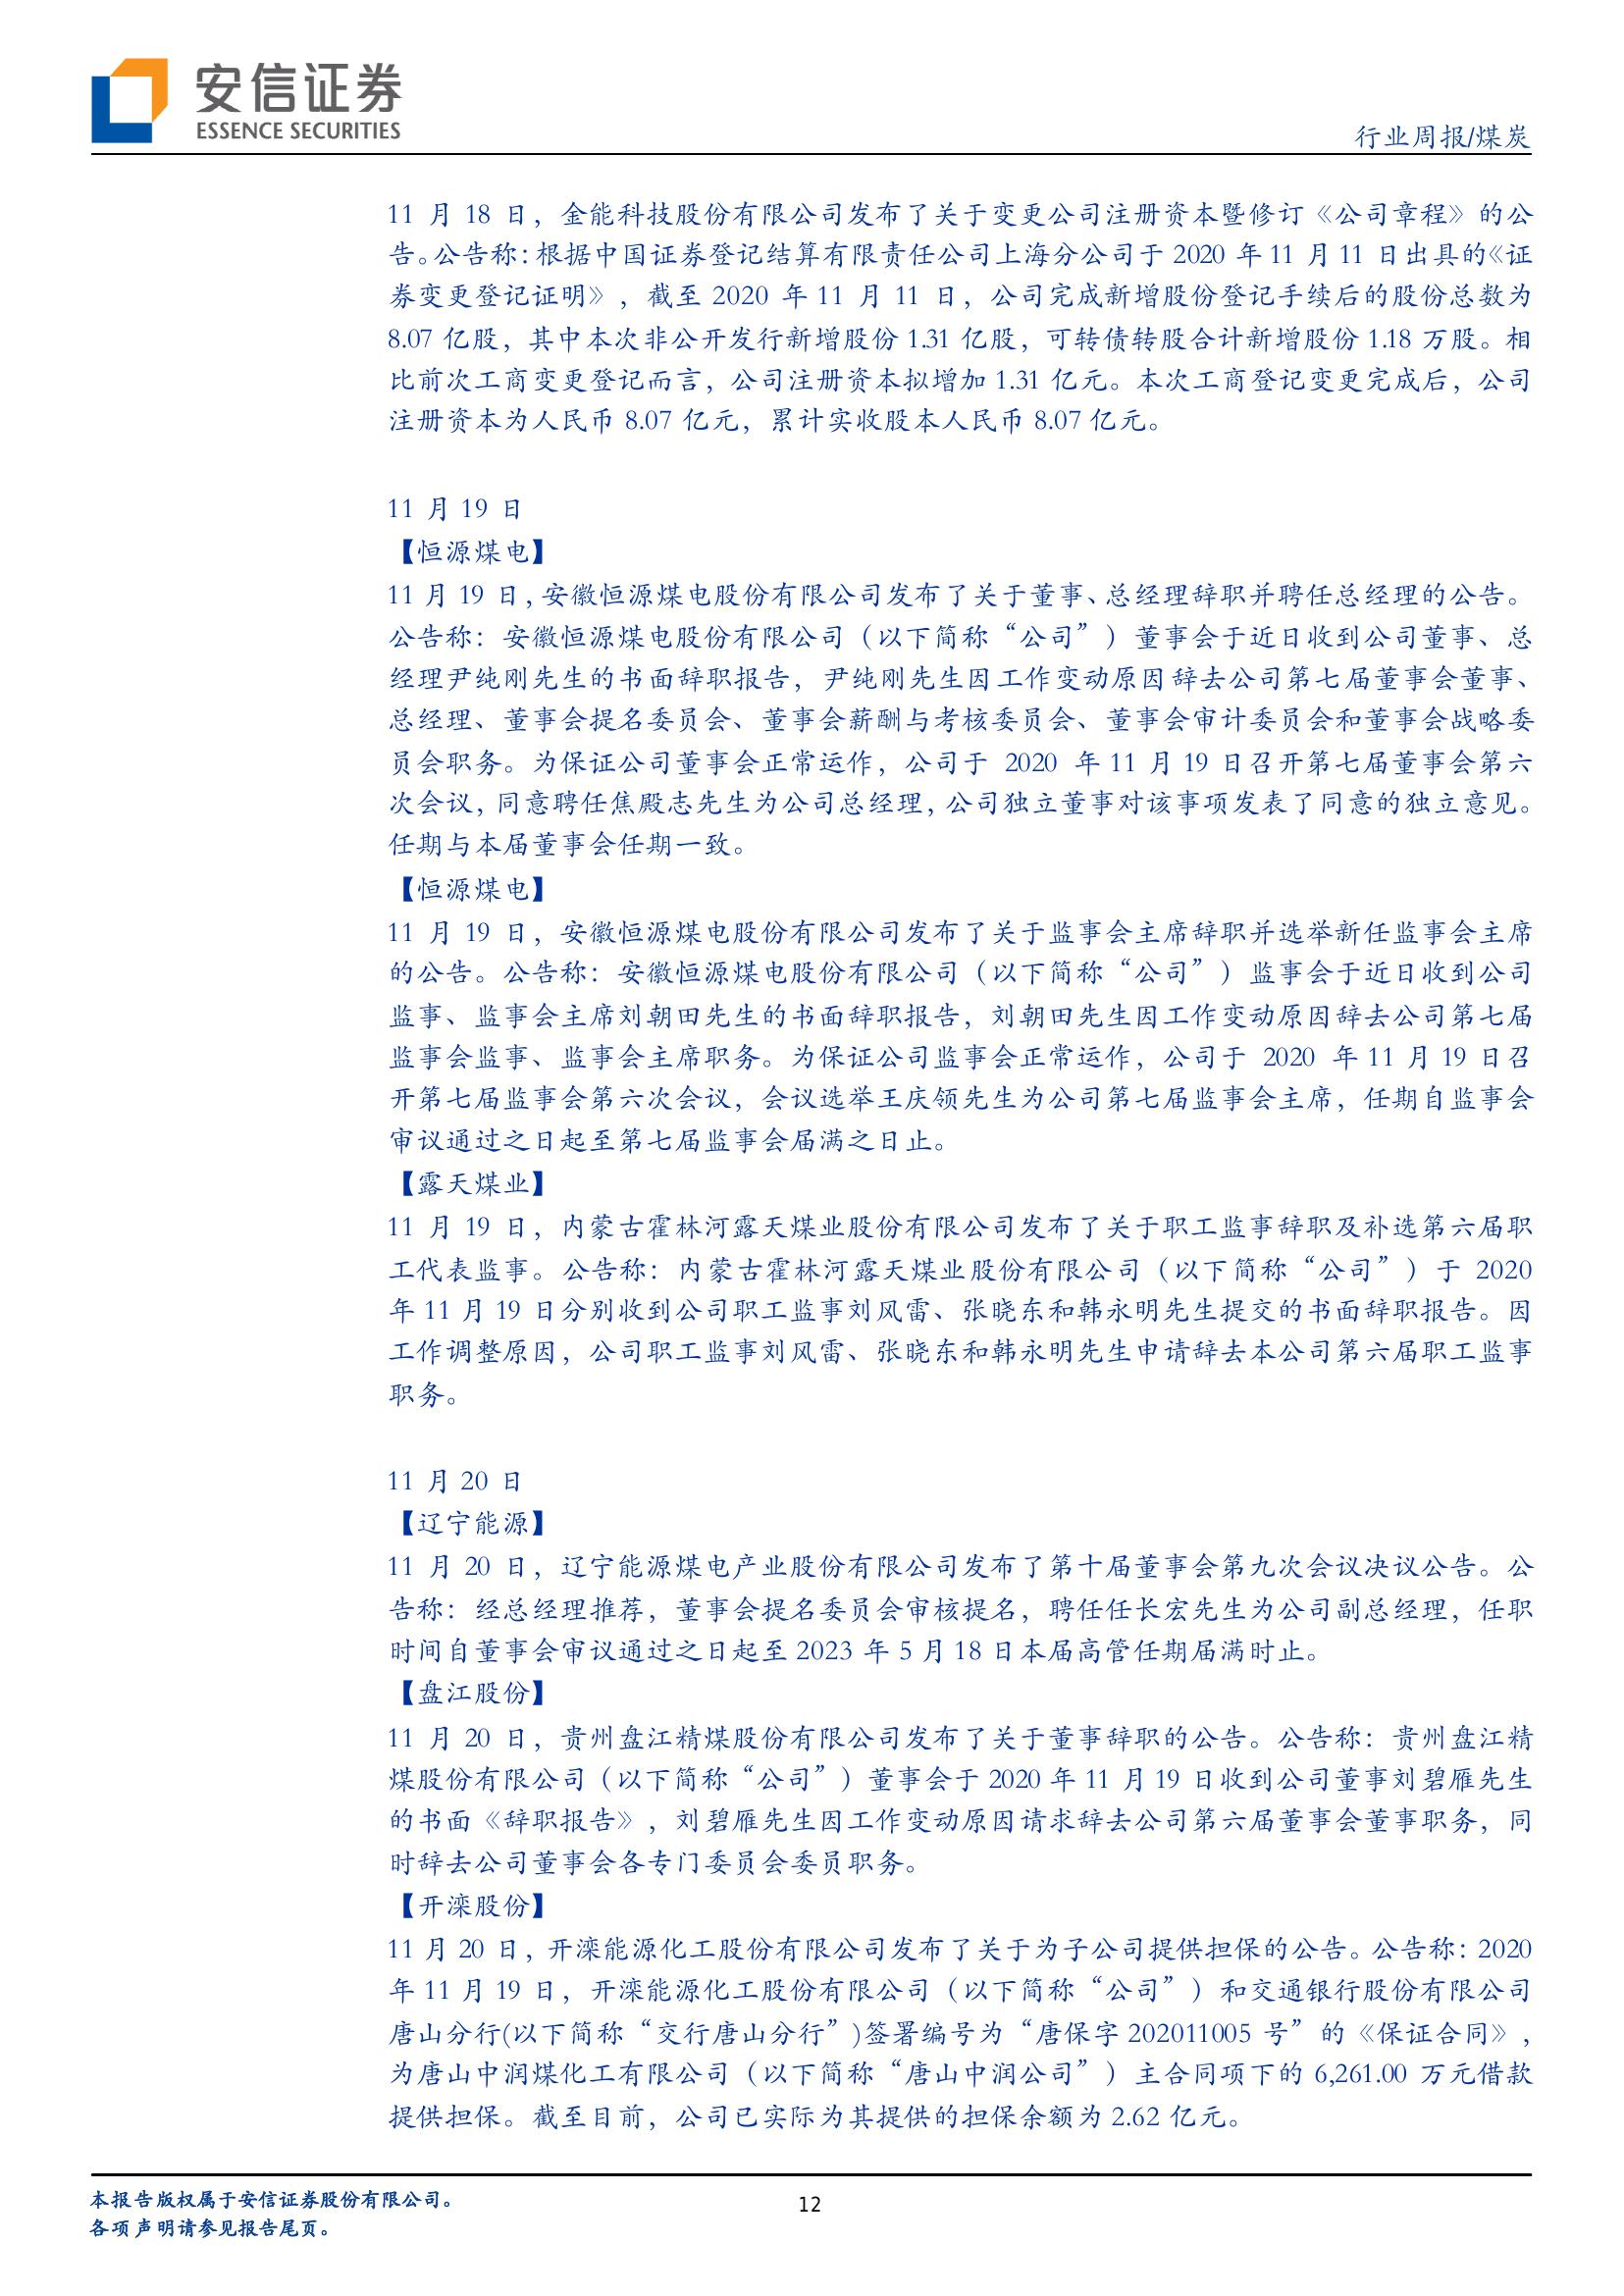 安信证券
ESSENCE SECURITIES
行业周报/煤炭
11 月 18 日，金能科技股份有限公司发布了关于变更公司注册资本暨修订《公司章程》的公
告。公告称：根据中国证券登记结算有限责任公司上海分公司于 2020 年 11 月 11 日出具的《证
券变更登记证明》，截至 2020 年 11 月 11 日，公司完成新增股份登记手续后的股份总数为
8.07 亿股，其中本次非公开发行新增股份 1.31 亿股，可转债转股合计新增股份 1.18 万股。相
比前次工商变更登记而言，公司注册资本拟增加 1.31 亿元。本次工商登记变更完成后，公司
注册资本为人民币 8.07 亿元，累计实收股本人民币 8.07 亿元。
11 月 19 日
【恒源煤电】
11 月 19 日，安徽恒源煤电股份有限公司发布了关于董事、总经理辞职并聘任总经理的公告。
公告称：安徽恒源煤电股份有限公司（以下简称“公司”）董事会于近日收到公司董事、总
经理尹纯刚先生的书面辞职报告，尹纯刚先生因工作变动原因辞去公司第七届董事会董事、
总经理、董事会提名委员会、董事会薪酬与考核委员会、董事会审计委员会和董事会战略委
员会职务。为保证公司董事会正常运作，公司于 2020 年 11 月 19 日召开第七届董事会第六
次会议，同意聘任焦殿志先生为公司总经理，公司独立董事对该事项发表了同意的独立意见。
任期与本届董事会任期一致。
【恒源煤电】
11 月 19 日，安徽恒源煤电股份有限公司发布了关于监事会主席辞职并选举新任监事会主席
的公告。公告称：安徽恒源煤电股份有限公司（以下简称“公司”）监事会于近日收到公司
监事、监事会主席刘朝田先生的书面辞职报告，刘朝田先生因工作变动原因辞去公司第七届
监事会监事、监事会主席职务。为保证公司监事会正常运作，公司于 2020 年 11 月 19 日召
开第七届监事会第六次会议，会议选举王庆领先生为公司第七届监事会主席，任期自监事会
审议通过之日起至第七届监事会届满之日止。
【露天煤业】
11 月 19 日，内蒙古霍林河露天煤业股份有限公司发布了关于职工监事辞职及补选第六届职
工代表监事。公告称：内蒙古霍林河露天煤业股份有限公司（以下简称“公司”）于 2020
年 11 月 19 日分别收到公司职工监事刘风雷、张晓东和韩永明先生提交的书面辞职报告。因
工作调整原因，公司职工监事刘风雷、张晓东和韩永明先生申请辞去本公司第六届职工监事
职务。
11 月 20 日
【辽宁能源】
11 月 20 日，辽宁能源煤电产业股份有限公司发布了第十届董事会第九次会议决议公告。公
告称：经总经理推荐，董事会提名委员会审核提名，聘任任长宏先生为公司副总经理，任职
时间自董事会审议通过之日起至 2023 年 5 月 18 日本届高管任期届满时止。
【盘江股份】
11 月 20 日，贵州盘江精煤股份有限公司发布了关于董事辞职的公告。公告称：贵州盘江精
煤股份有限公司（以下简称“公司”）董事会于 2020 年 11 月 19 日收到公司董事刘碧雁先生
的书面《辞职报告》，刘碧雁先生因工作变动原因请求辞去公司第六届董事会董事职务，同
时辞去公司董事会各专门委员会委员职务。
【开滦股份】
11 月 20 日，开滦能源化工股份有限公司发布了关于为子公司提供担保的公告。公告称：2020
年 11 月 19 日，开滦能源化工股份有限公司（以下简称“公司”）和交通银行股份有限公司
唐山分行(以下简称“交行唐山分行”)签署编号为“唐保字 202011005 号”的《保证合同》，
为唐山中润煤化工有限公司（以下简称“唐山中润公司”）主合同项下的 6,261.00 万元借款
提供担保。截至目前，公司已实际为其提供的担保余额为 2.62 亿元。
本报告版权属于安信证券股份有限公司。
12
各项声明请参见报告尾页。